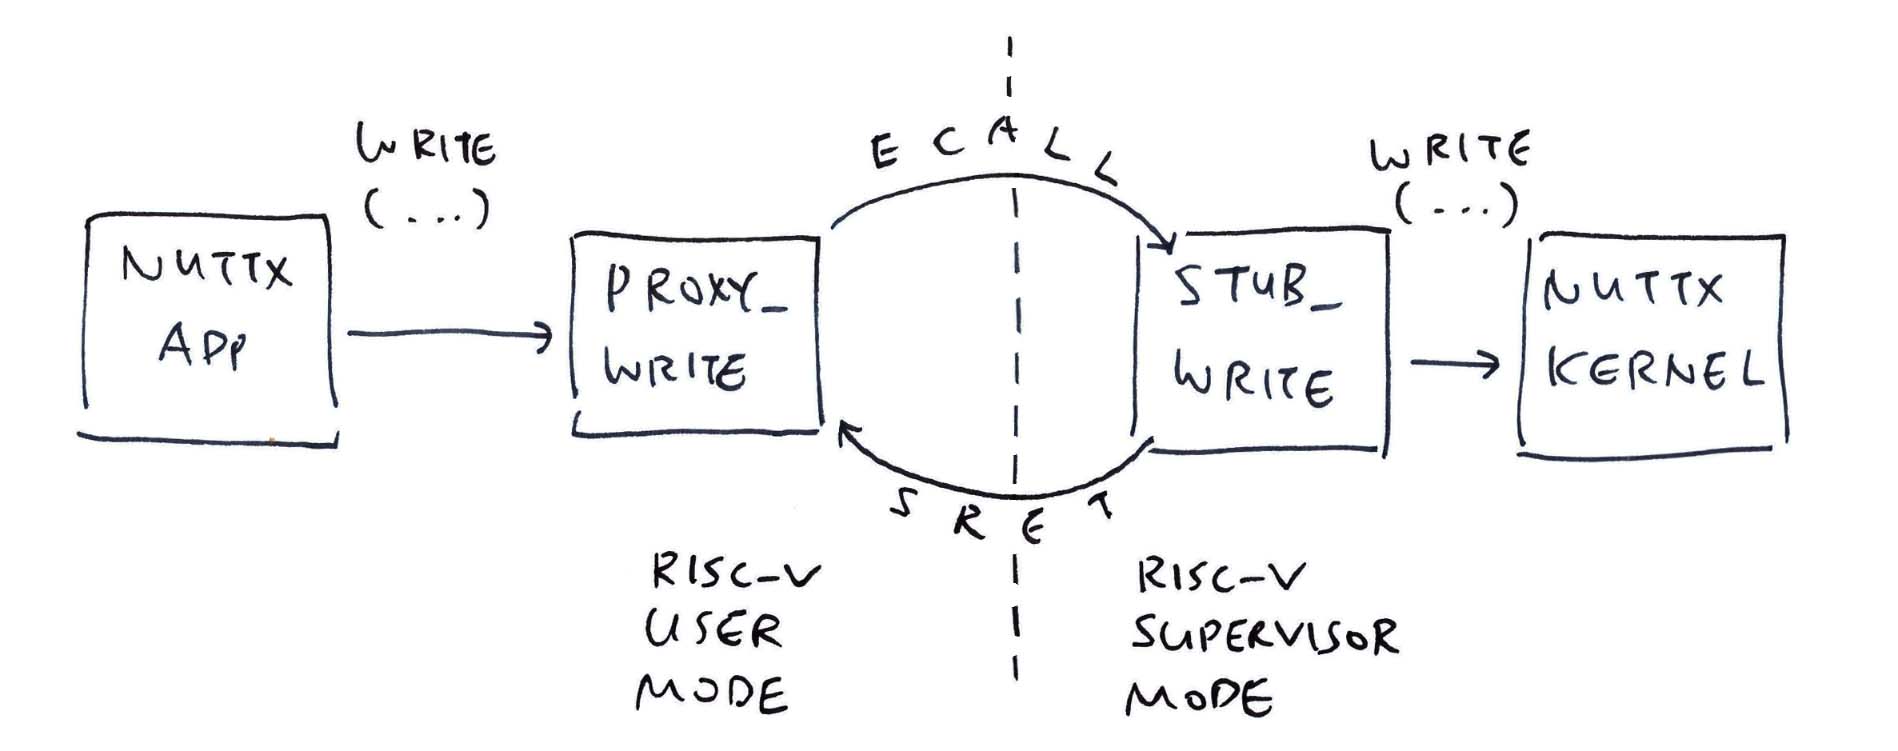 WRITE
(...)
NUTTX
APP
PROXY_
WRITE
ECALL
SRET
STUB_
WRITE
WRITE
(...)
NUTTX
KERNEL
RISC-V
USER
MODE
RISC-V
SUPERVISOR
MODE